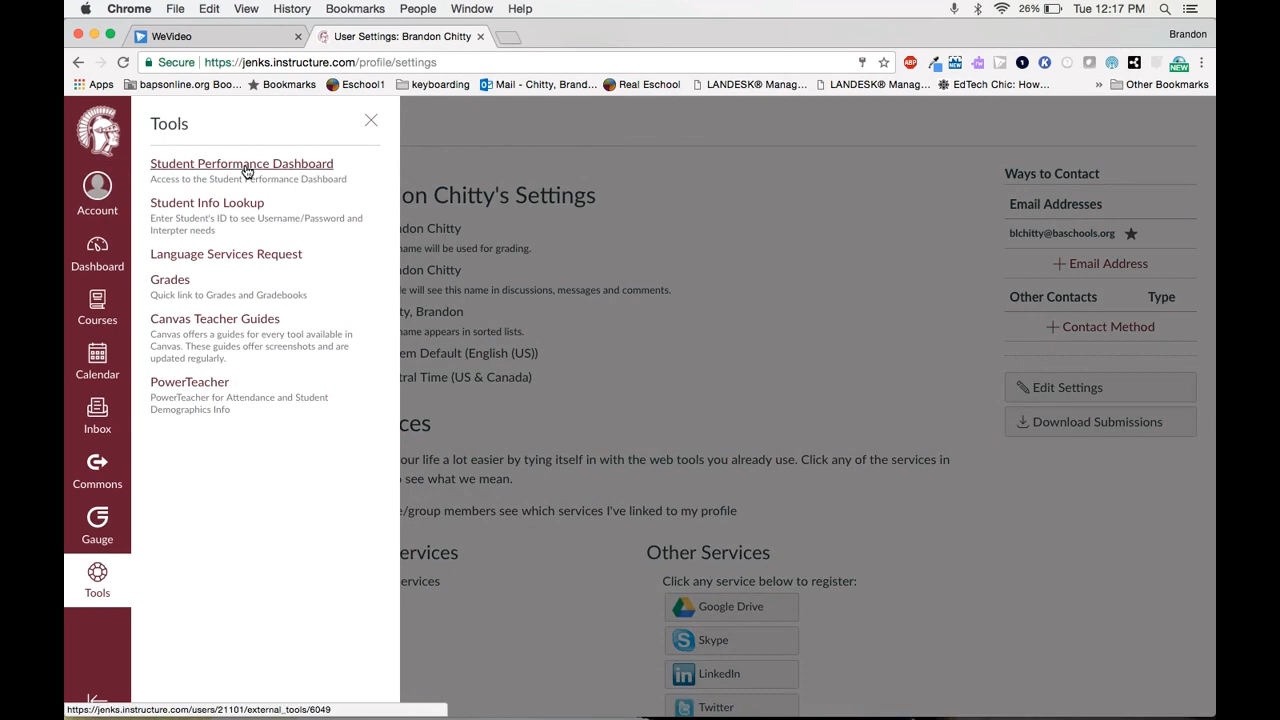 Chrome File Edit View History Bookmarks People Window Help 26% Tue 12:17 PM
WeVideo User Settings: Brandon Chitty Brandon
Secure https://jenks.instructure.com/profile/settings ABP NEW NEW
Apps bapsonline.org Boo... Bookmarks Eschool1 keyboarding Mail - Chitty, Brand... Real Eschool LANDESK® Manag... LANDESK® Manag... EdTech Chic: How... » Other Bookmarks
Account
Dashboard
Courses
Calendar
Inbox
Commons
Gauge
Tools
Tools
Student Performance Dashboard
Access to the Student Performance Dashboard
Student Info Lookup
Enter Student's ID to see Username/Password and
Interpter needs
Language Services Request
Grades
Quick link to Grades and Gradebooks
Canvas Teacher Guides
Canvas offers a guides for every tool available in
Canvas. These guides offer screenshots and are
updated regularly.
PowerTeacher
PowerTeacher for Attendance and Student
Demographics Info
on Chitty's Settings
ndon Chitty
name will be used for grading.
ndon Chitty
le will see this name in discussions, messages and comments.
ty, Brandon
name appears in sorted lists.
em Default (English (US))
tral Time (US & Canada)
ces
our life a lot easier by tying itself in with the web tools you already use. Click any of the services in
o see what we mean.
e/group members see which services I've linked to my profile
ervices
ervices
Other Services
Click any service below to register:
Google Drive
Skype
LinkedIn
Twitter
Ways to Contact
Email Addresses
blchitty@baschools.org
Email Address
Other Contacts Type
Contact Method
Edit Settings
Download Submissions
https://jenks.instructure.com/users/21101/external_tools/6049